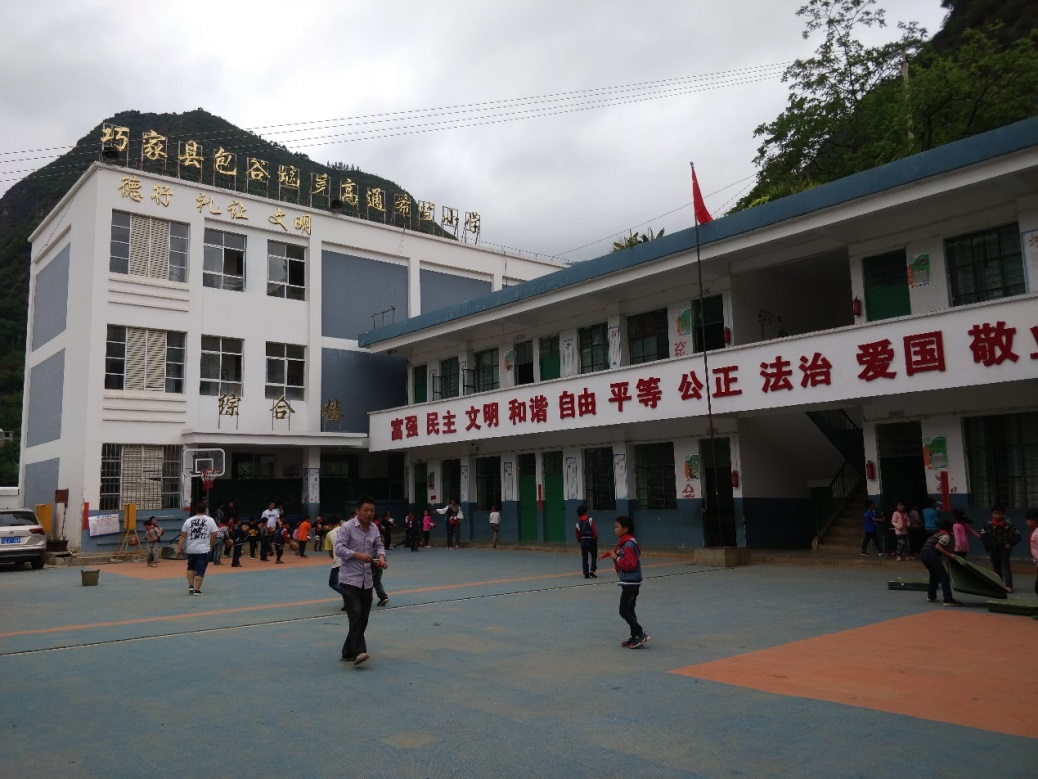 巧家县包谷垴乡高通希望小学
德行 礼让 文明
综合楼
富强 民主 文明 和谐 自由 平等 公正 法治 爱国 敬